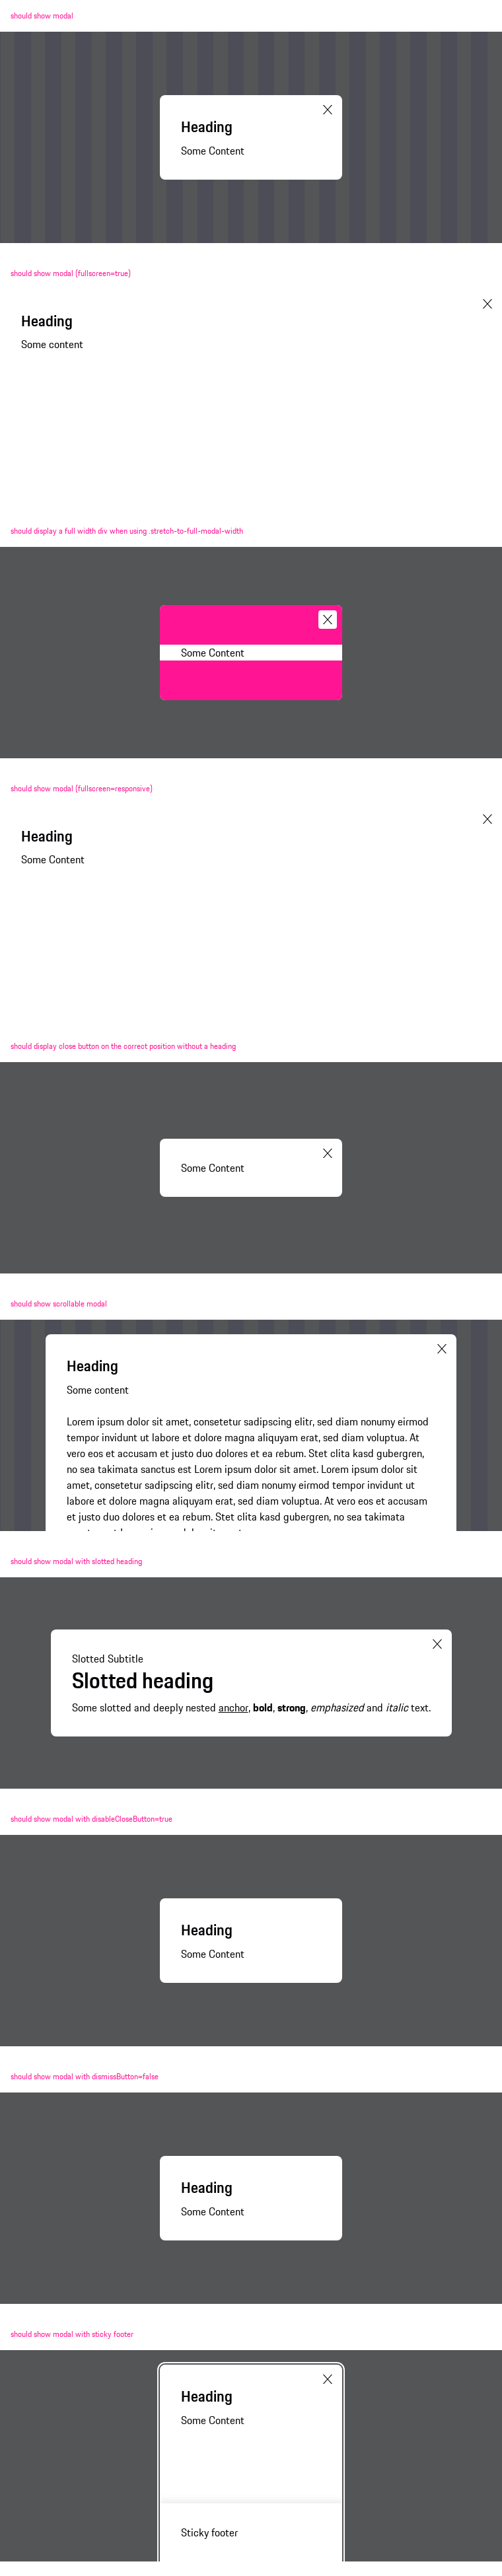 should show modal
Heading
Some Content
should show modal (fullscreen=true)
Heading
Some content
should display a full width div when using .stretch-to-full-modal-width
Some Content
should show modal (fullscreen=responsive)
Heading
Some Content
should display close button on the correct position without a heading
Some Content
should show scrollable modal
Heading
Some content
Lorem ipsum dolor sit amet, consetetur sadipscing elitr, sed diam nonumy eirmod
tempor invidunt ut labore et dolore magna aliquyam erat, sed diam voluptua. At
vero eos et accusam et justo duo dolores et ea rebum. Stet clita kasd gubergren,
no sea takimata sanctus est Lorem ipsum dolor sit amet. Lorem ipsum dolor sit
amet, consetetur sadipscing elitr, sed diam nonumy eirmod tempor invidunt ut
labore et dolore magna aliquyam erat, sed diam voluptua. At vero eos et accusam
et justo duo dolores et ea rebum. Stet clita kasd gubergren, no sea takimata
should show modal with slotted heading
Slotted Subtitle
Slotted heading
Some slotted and deeply nested anchor, bold, strong, emphasized and italic text.
should show modal with disableCloseButton=true
Heading
Some Content
should show modal with dismissButton=false
Heading
Some Content
should show modal with sticky footer
Heading
Some Content
Sticky footer